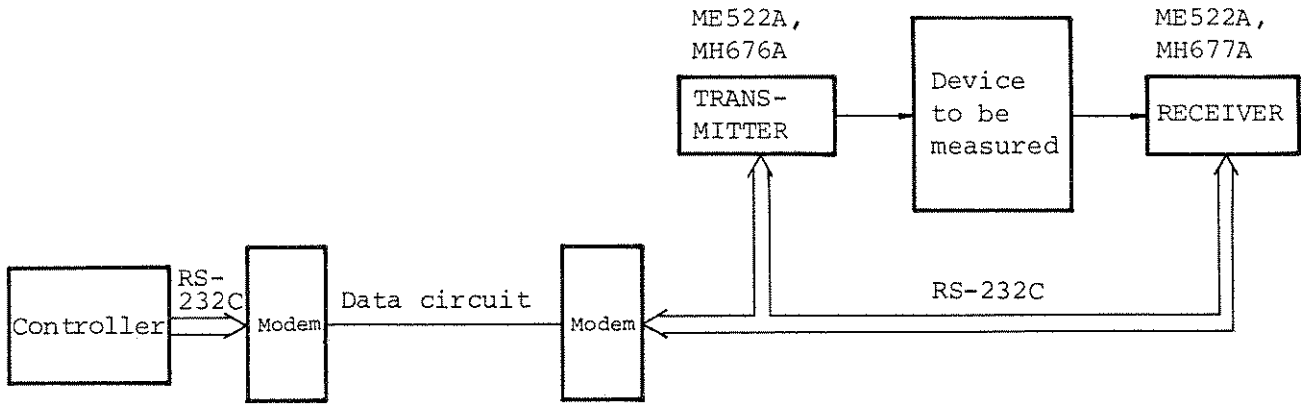 ME522A,
MH676A
TRANS-
MITTER
Device
to be
measured
ME522A,
MH677A
RECEIVER
Controller
RS-
232C
Modem
Data circuit
Modem
RS-232C